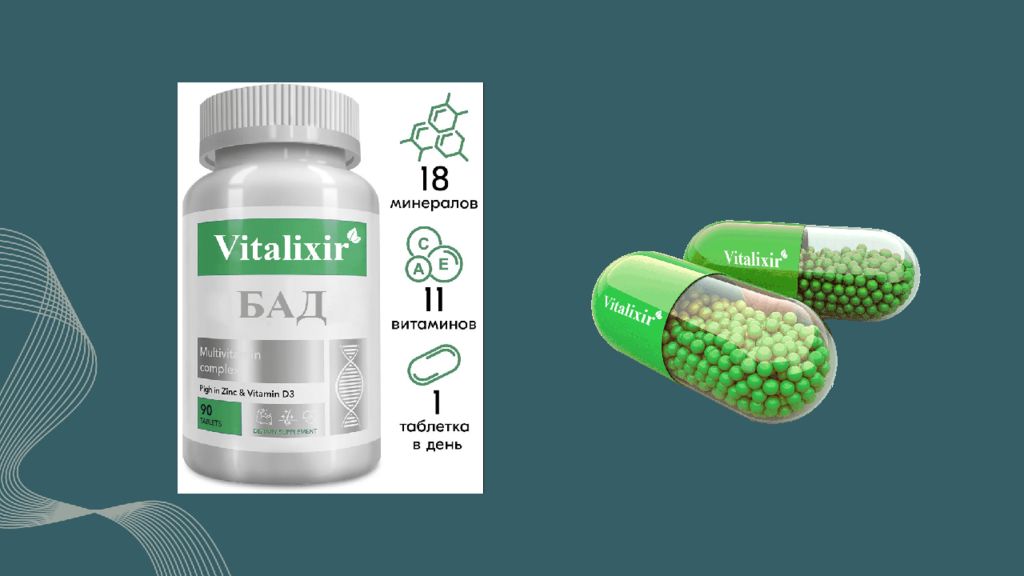 Vitalixir
БАД
Multivitamin
complex
Pigh in Zinc & Vitamin D3
90
TABLETS
DIETARY SUPPLEMENT
18
минералов
C
A E
11
витаминов
1
таблетка
в день
Vitalixir
Vitalixir